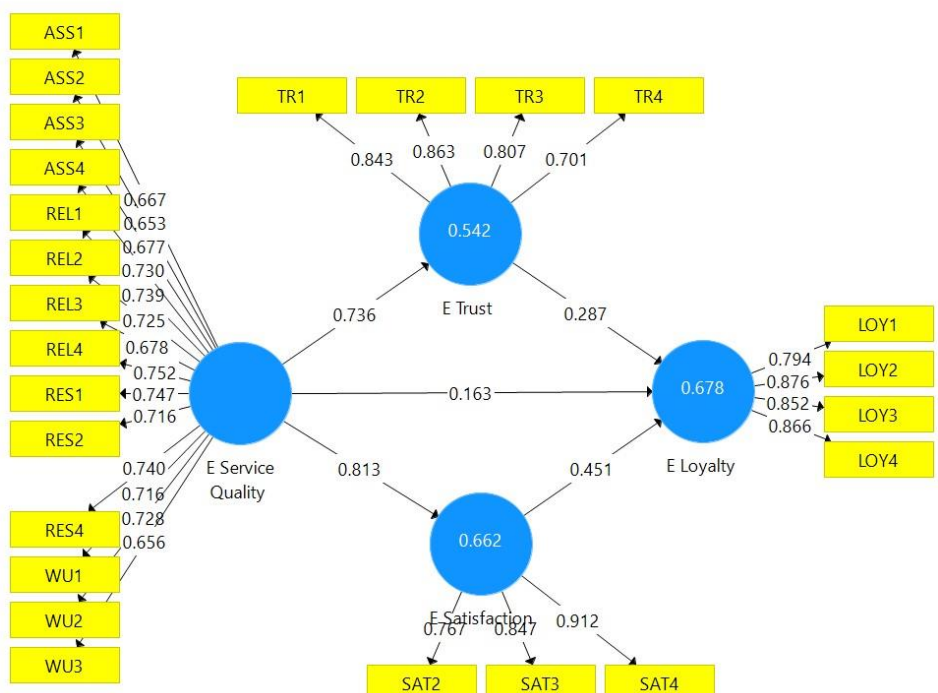 ASS1
ASS2
ASS3
ASS4
REL1
REL2
REL3
REL4
RES1
RES2
RES4
WU1
WU2
WU3
0.667
0.653
0.677
0.730
0.739
0.725
0.678
0.752
0.747
0.716
0.740
0.716
0.728
0.656
E Service
Quality
TR1
TR2
TR3
TR4
0.843
0.863
0.807
0.701
0.542
E Trust
0.736
0.287
0.163
0.813
0.451
0.662
E Satisfaction
0.767
0.847
0.912
SAT2
SAT3
SAT4
0.678
E Loyalty
0.794
0.876
0.852
0.866
LOY1
LOY2
LOY3
LOY4